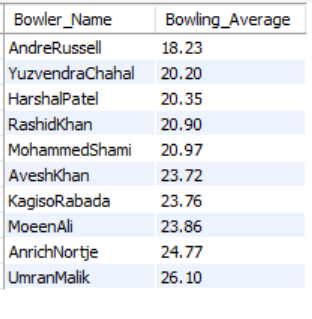 Bowler_Name Bowling_Average
AndreRussell 18.23
YuzvendraChahal 20.20
HarshalPatel 20.35
RashidKhan 20.90
MohammedShami 20.97
AveshKhan 23.72
KagisoRabada 23.76
MoeenAli 23.86
AnrichNortje 24.77
UmranMalik 26.10